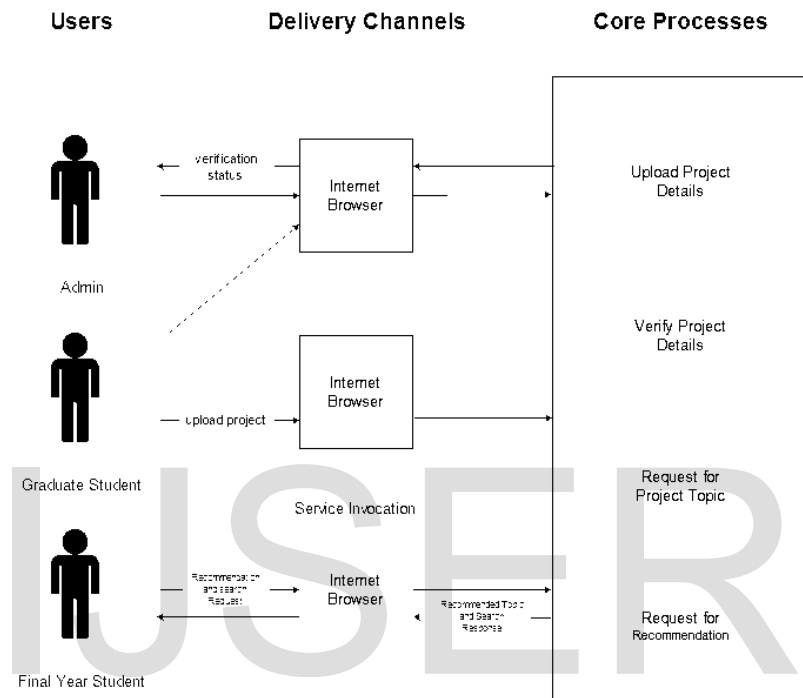 Users
Delivery Channels
Core Processes
verification
status
Internet
Browser
Upload Project
Details
Admin
Verify Project
Details
Internet
Browser
upload project
Graduate Student
Service Invocation
Request for
Project Topic
IJSER
Recommendation
and search
Request
Internet
Browser
Recommended Topic
and Search
Response
Request for
Recommendation
Final Year Student